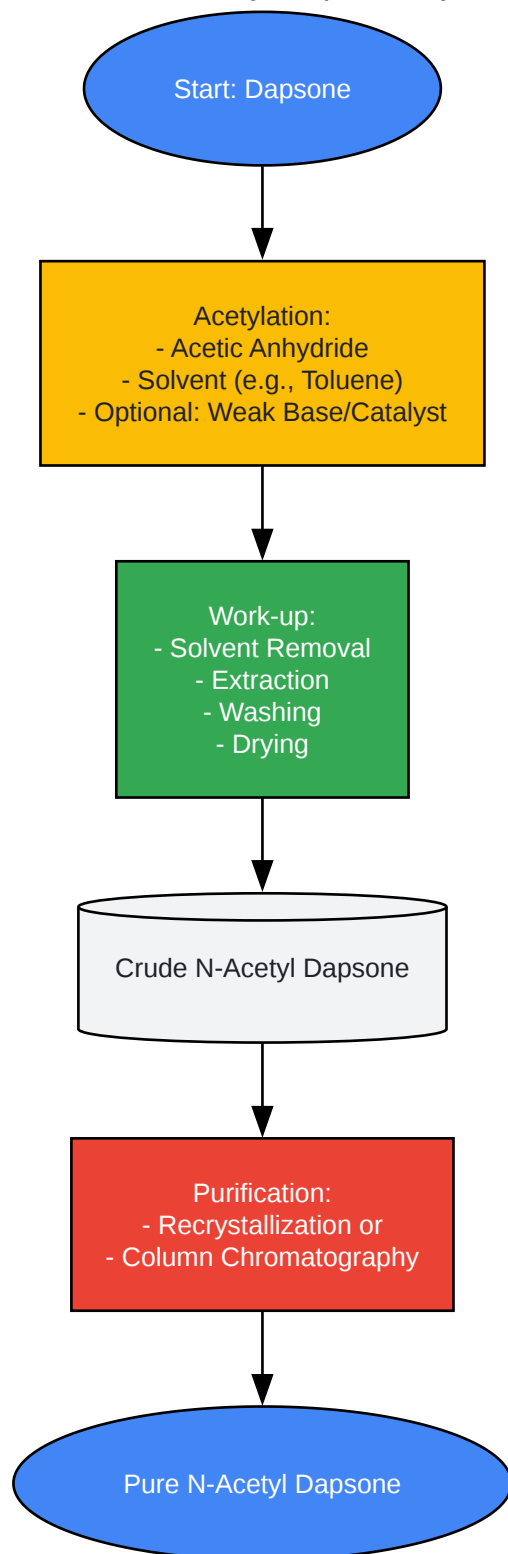 Start: Dapsone
Acetylation:
- Acetic Anhydride
- Solvent (e.g., Toluene)
- Optional: Weak Base/Catalyst
Work-up:
- Solvent Removal
- Extraction
- Washing
- Drying
Crude N-Acetyl Dapsone
Purification:
- Recrystallization or
- Column Chromatography
Pure N-Acetyl Dapsone